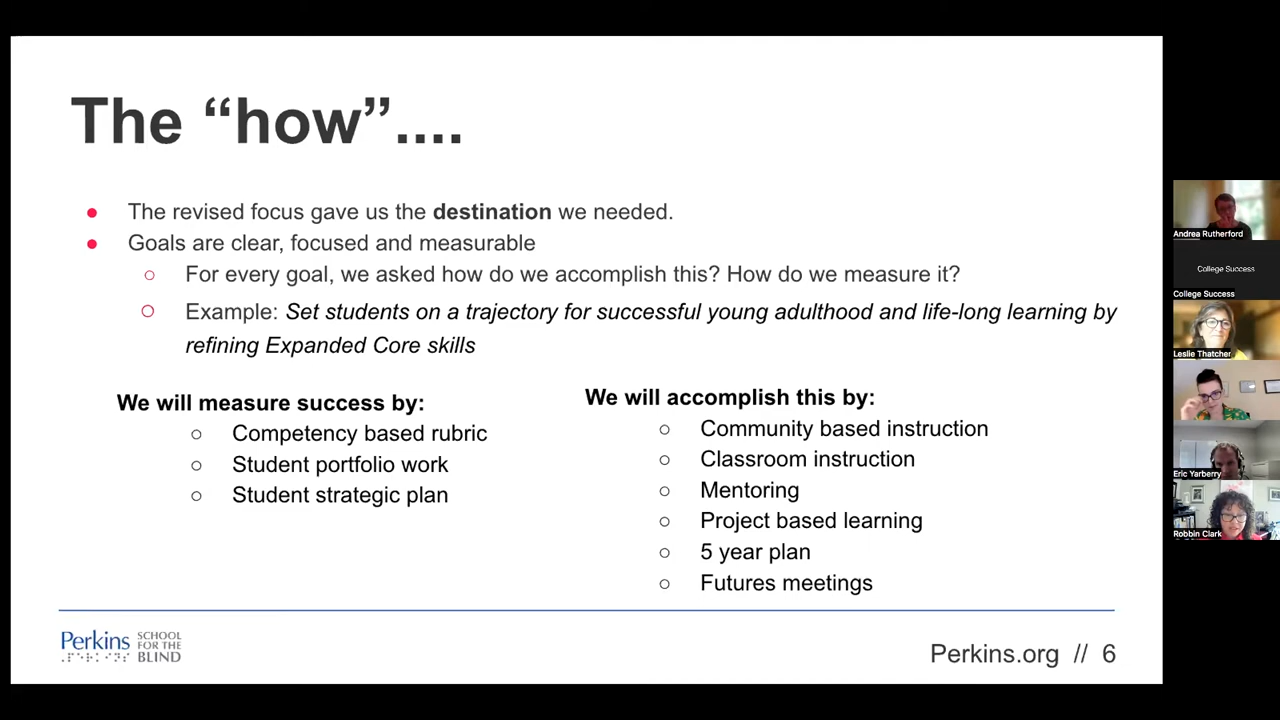 The “how”....
● The revised focus gave us the destination we needed.
● Goals are clear, focused and measurable
○ For every goal, we asked how do we accomplish this? How do we measure it?
○ Example: Set students on a trajectory for successful young adulthood and life-long learning by
refining Expanded Core skills
We will measure success by:
○ Competency based rubric
○ Student portfolio work
○ Student strategic plan
We will accomplish this by:
○ Community based instruction
○ Classroom instruction
○ Mentoring
○ Project based learning
○ 5 year plan
○ Futures meetings
Perkins
SCHOOL
FOR THE
BLIND
⠏⠑⠗⠅⠊⠝⠎
Perkins.org // 6
Andrea Rutherford
College Success
College Success
Leslie Thatcher
Eric Yarberry
Robbin Clark